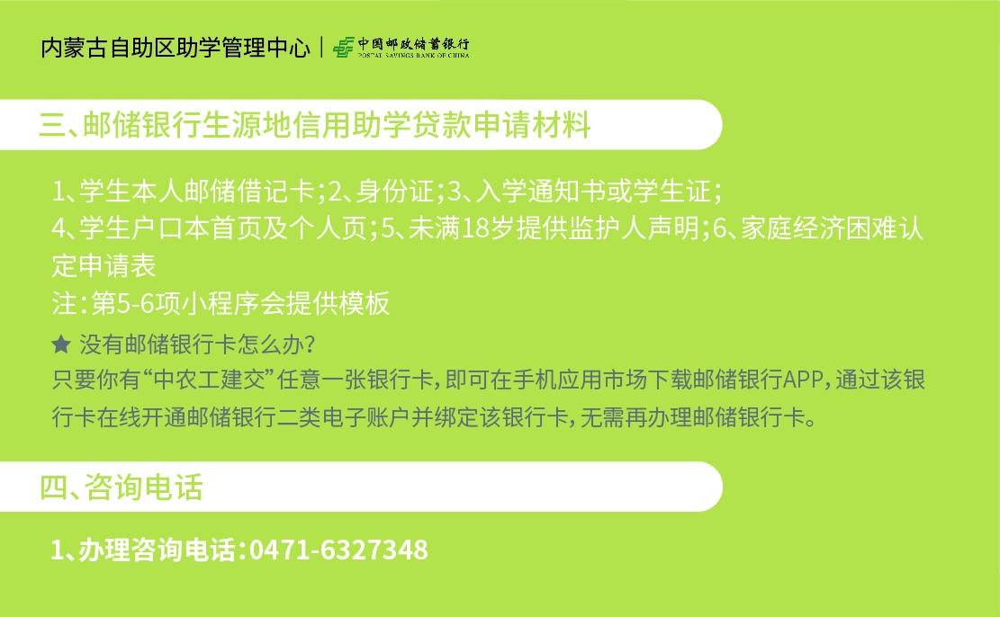 内蒙古自助区助学管理中心 | 中国邮政储蓄银行
POSTAL SAVINGS BANK OF CHINA
三、邮储银行生源地信用助学贷款申请材料
1、学生本人邮储借记卡；2、身份证；3、入学通知书或学生证；
4、学生户口本首页及个人页；5、未满18岁提供监护人声明；6、家庭经济困难认
定申请表
注：第5-6项小程序会提供模板
★ 没有邮储银行卡怎么办？
只要你有“中农工建交”任意一张银行卡，即可在手机应用市场下载邮储银行APP，通过该银
行卡在线开通邮储银行二类电子账户并绑定该银行卡，无需再办理邮储银行卡。
四、咨询电话
1、办理咨询电话：0471-6327348